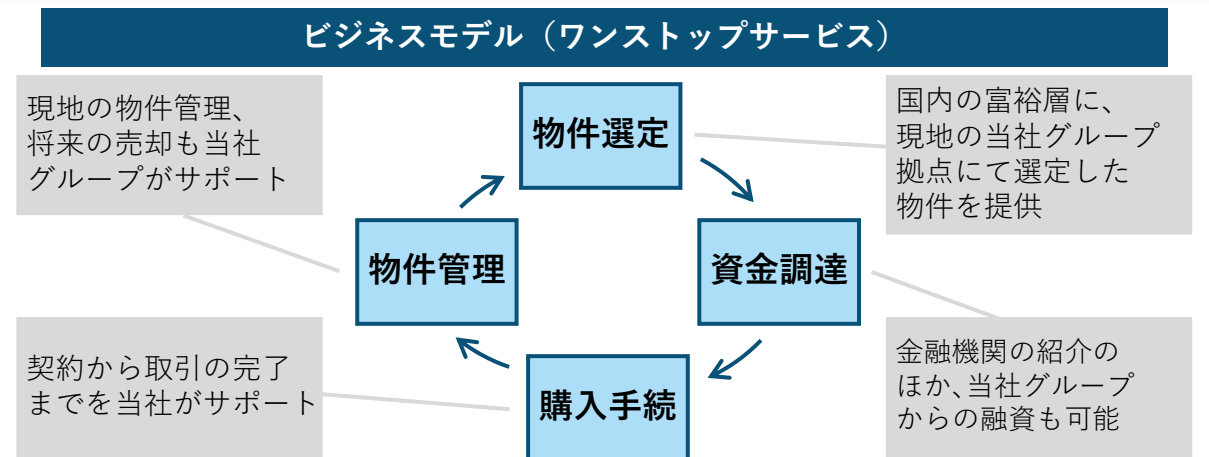 ビジネスモデル（ワンストップサービス）
現地の物件管理、
将来の売却も当社
グループがサポート
物件選定
国内の富裕層に、
現地の当社グループ
拠点にて選定した
物件を提供
物件管理
資金調達
契約から取引の完了
までを当社がサポート
購入手続
金融機関の紹介の
ほか、当社グループ
からの融資も可能